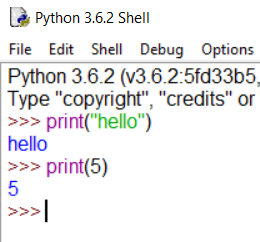 Python 3.6.2 Shell
File Edit Shell Debug Options
Python 3.6.2 (v3.6.2:5fd33b5,
Type "copyright", "credits" or
>>> print("hello")
hello
>>> print(5)
5
>>>